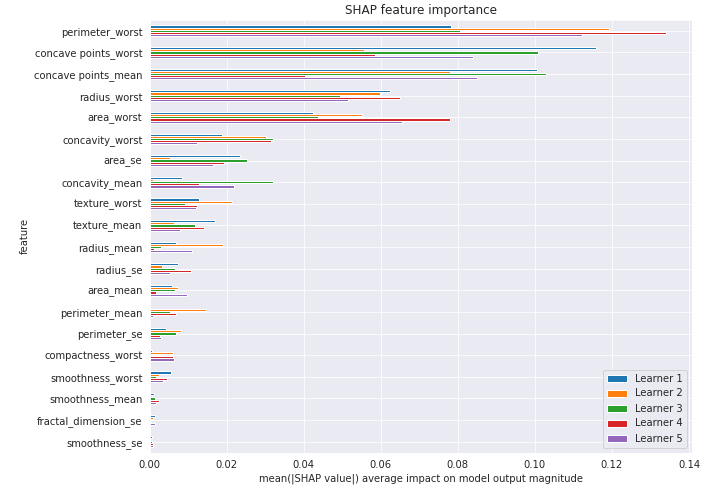 SHAP feature importance
perimeter_worst
concave points_worst
concave points_mean
radius_worst
area_worst
concavity_worst
area_se
concavity_mean
texture_worst
texture_mean
radius_mean
radius_se
area_mean
perimeter_mean
perimeter_se
compactness_worst
smoothness_worst
smoothness_mean
fractal_dimension_se
smoothness_se
feature
Learner 1
Learner 2
Learner 3
Learner 4
Learner 5
0.00 0.02 0.04 0.06 0.08 0.10 0.12 0.14
mean(|SHAP value|) average impact on model output magnitude